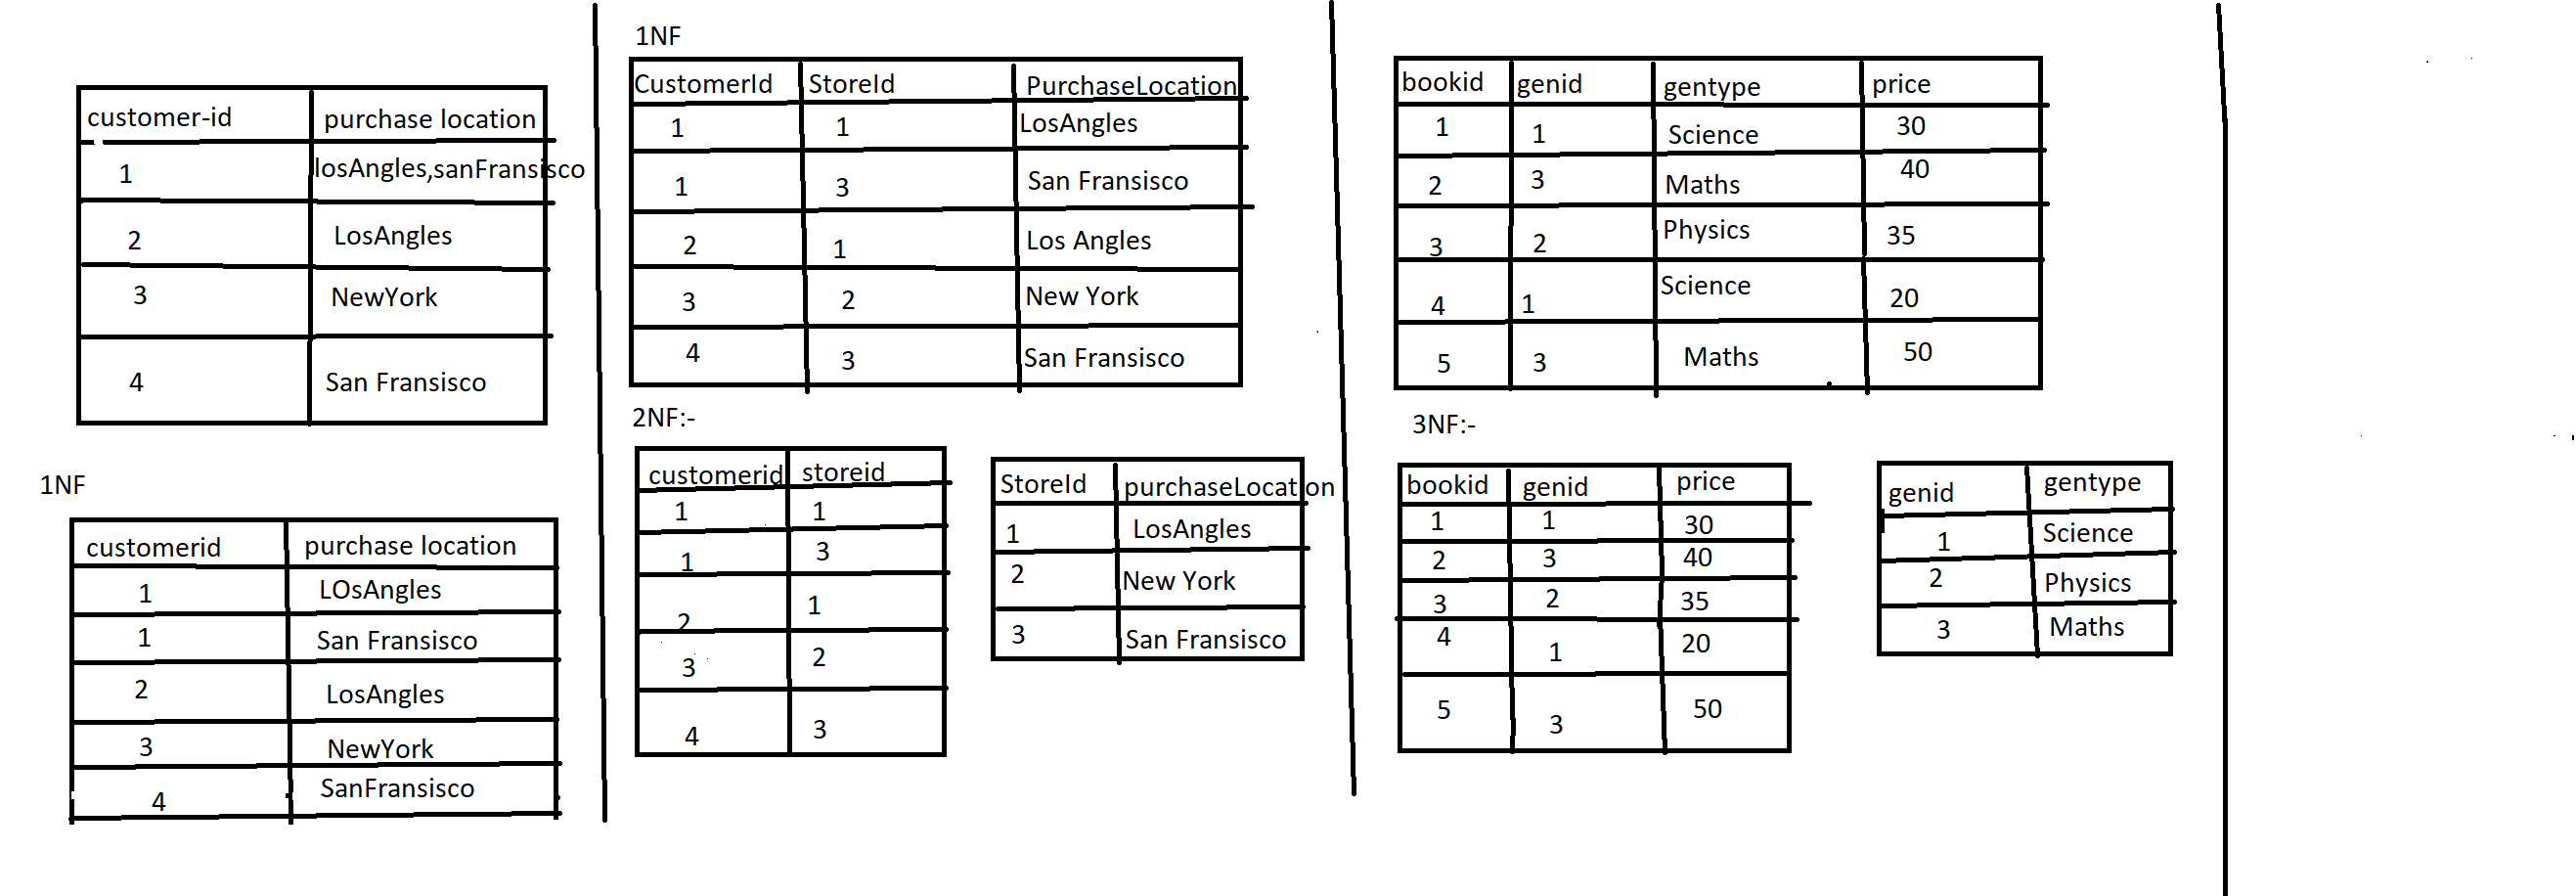 customer-id purchase location
1 losAngles,sanFransisco
2 LosAngles
3 NewYork
4 San Fransisco
1NF
customerid purchase location
1 LOsAngles
1 San Fransisco
2 LosAngles
3 NewYork
4 SanFransisco
1NF
CustomerId StoreId PurchaseLocation
1 1 LosAngles
1 3 San Fransisco
2 1 Los Angles
3 2 New York
4 3 San Fransisco
2NF:-
customerid storeid
1 1
1 3
2 1
3 2
4 3
StoreId purchaseLocation
1 LosAngles
2 New York
3 San Fransisco
bookid genid gentype price
1 1 Science 30
2 3 Maths 40
3 2 Physics 35
4 1 Science 20
5 3 Maths 50
3NF:-
bookid genid price
1 1 30
2 3 40
3 2 35
4 1 20
5 3 50
genid gentype
1 Science
2 Physics
3 Maths